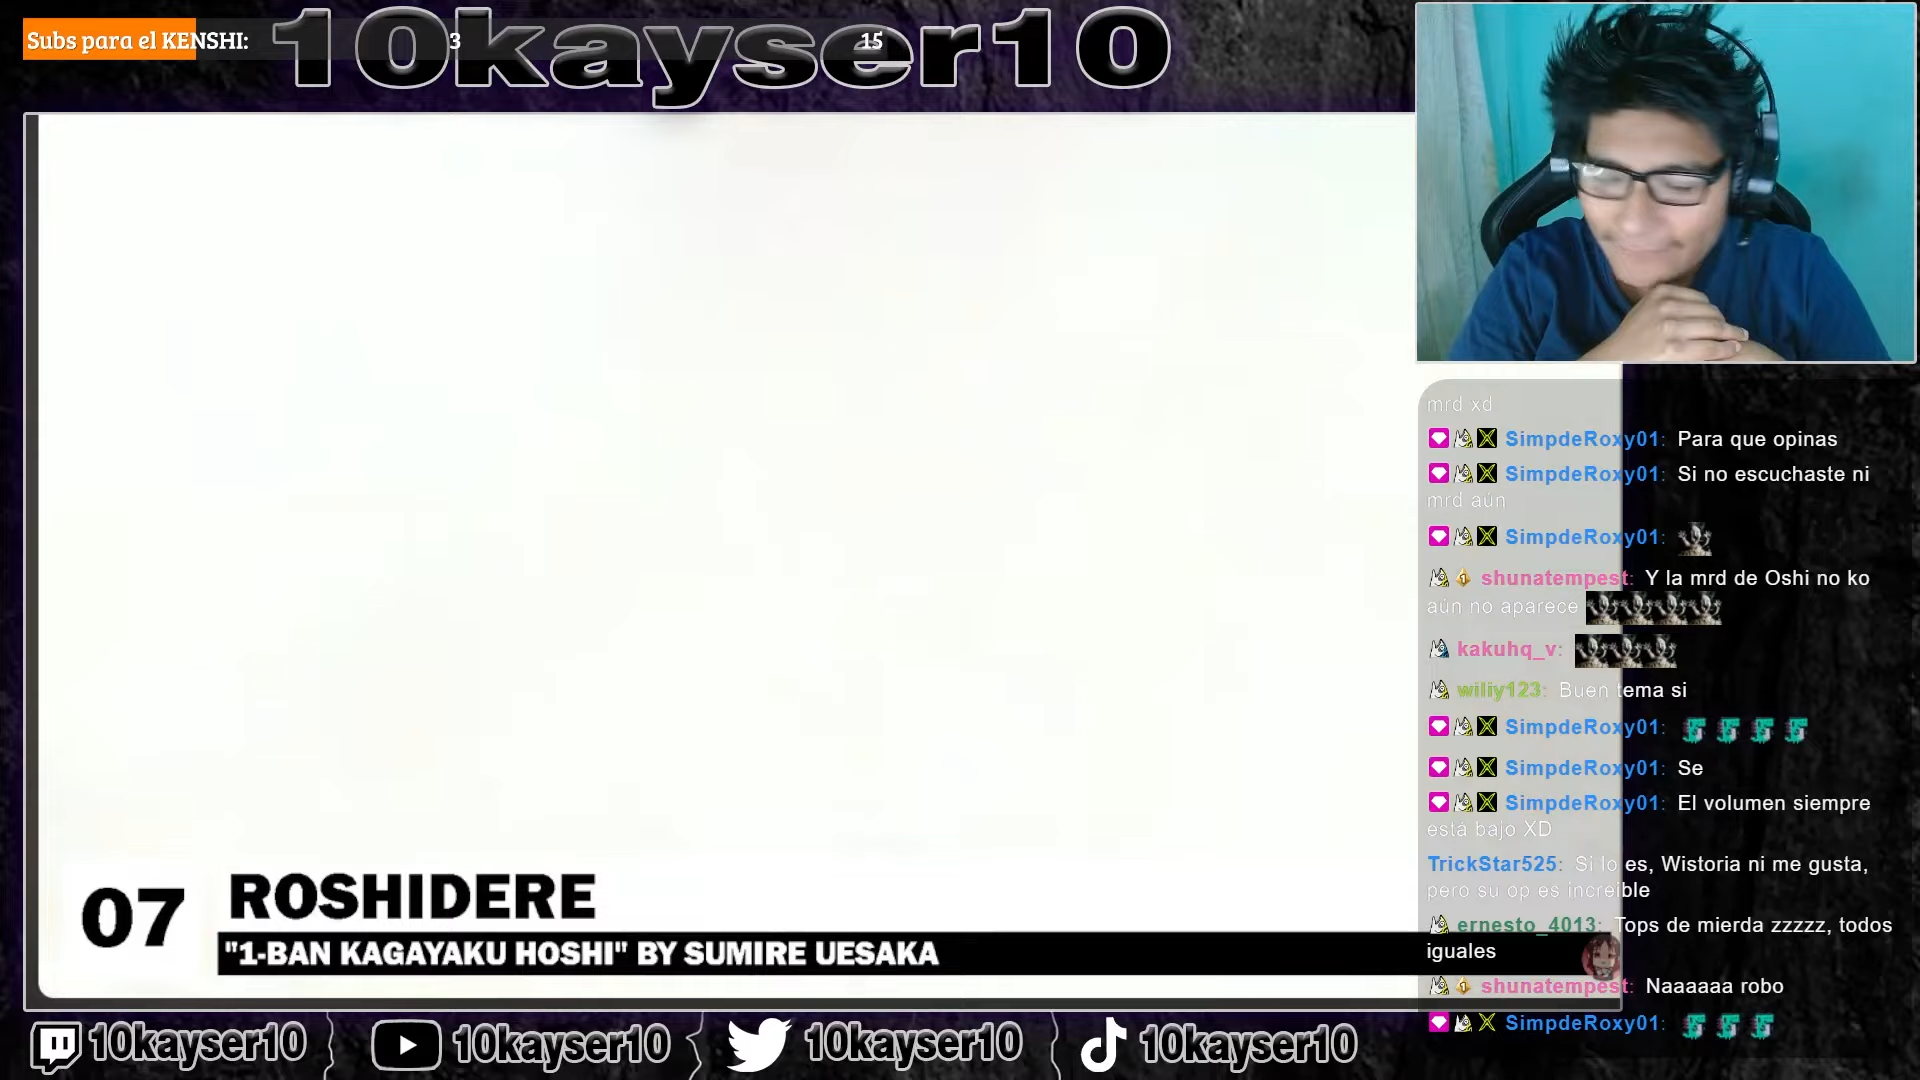 Subs para el KENSHI:
3
15
10kayser10
mrd xd
SimpdeRoxy01: Para que opinas
SimpdeRoxy01: Si no escuchaste ni
mrd aún
SimpdeRoxy01:
shunatempest: Y la mrd de Oshi no ko
aún no aparece
kakuhq_v:
wiliy123: Buen tema si
SimpdeRoxy01:
SimpdeRoxy01: Se
SimpdeRoxy01: El volumen siempre
está bajo XD
TrickStar525: Si lo es, Wistoria ni me gusta,
pero su op es increible
ernesto_4013: Tops de mierda zzzzz, todos
iguales
shunatempest: Naaaaaa robo
SimpdeRoxy01:
07
ROSHIDERE
"1-BAN KAGAYAKU HOSHI" BY SUMIRE UESAKA
10kayser10
10kayser10
10kayser10
10kayser10